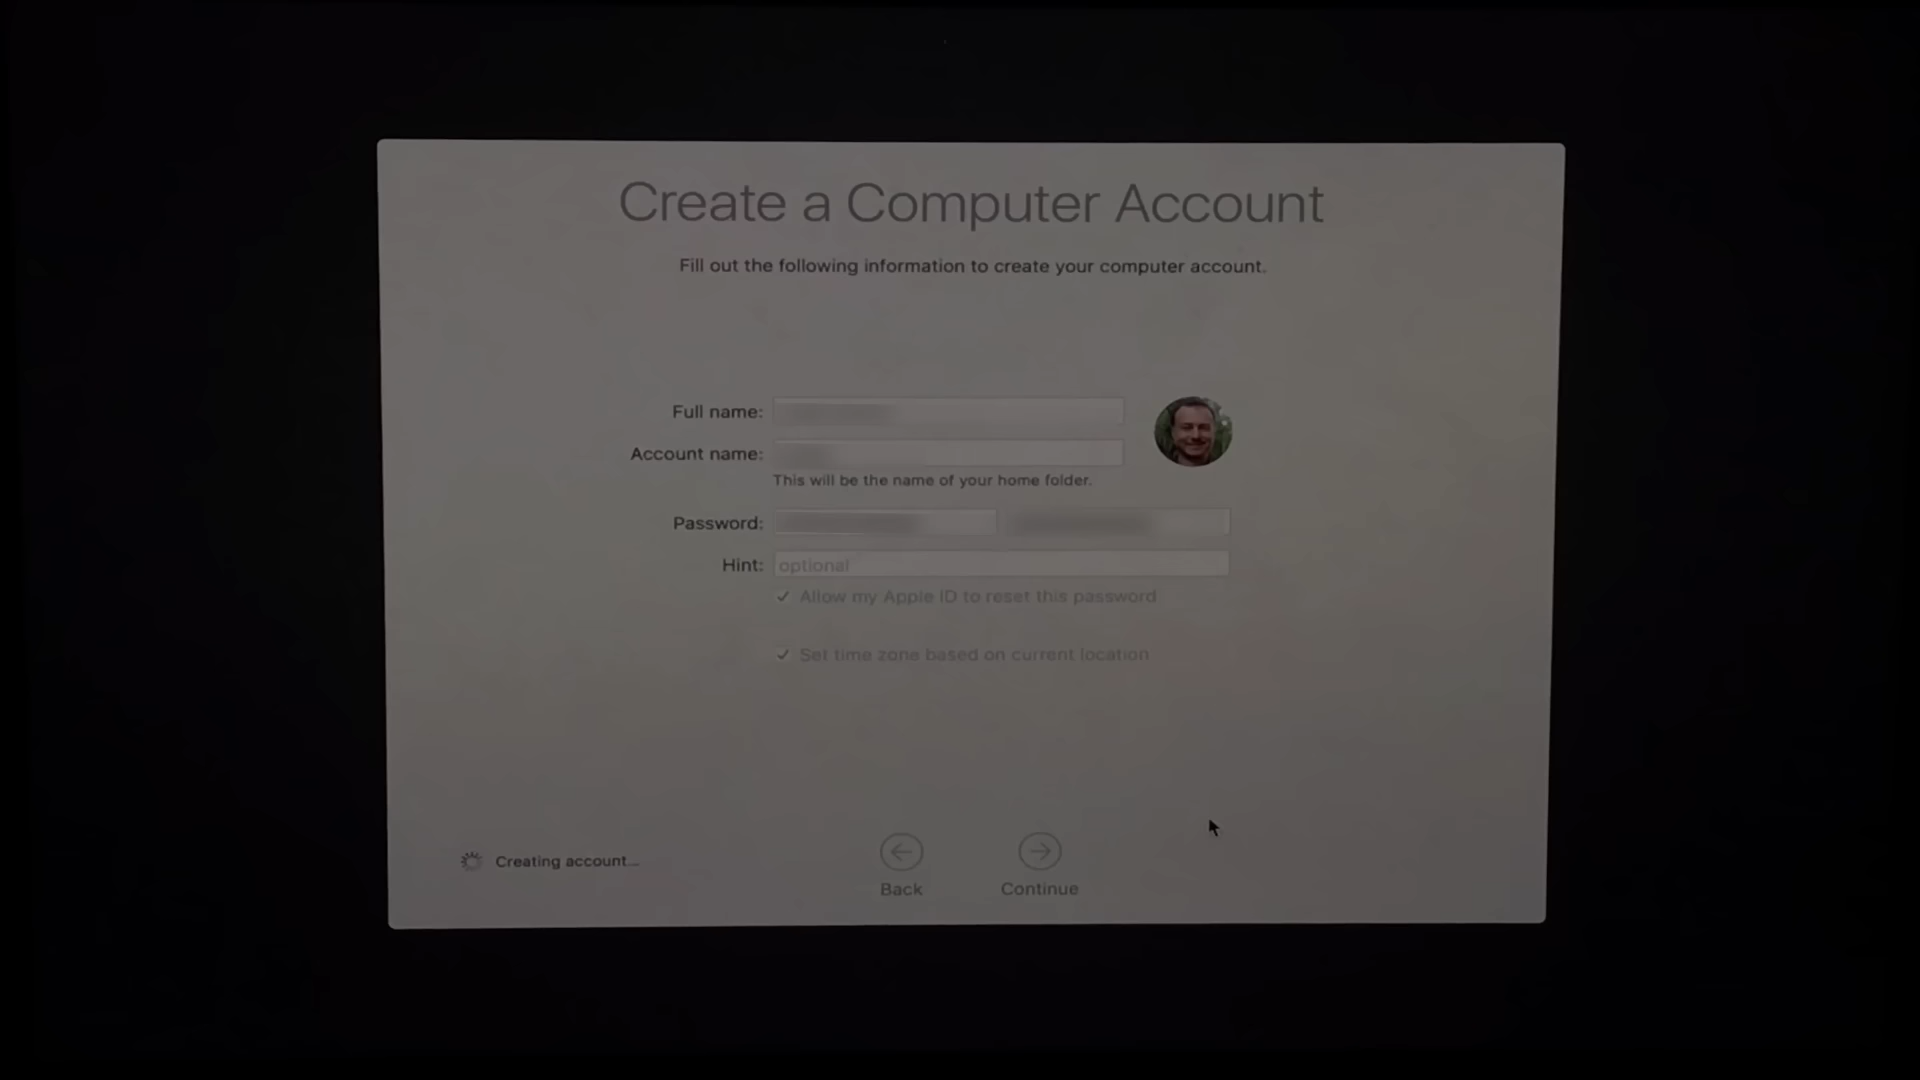 Create a Computer Account
Fill out the following information to create your computer account.
Full name:
Account name:
This will be the name of your home folder.
Password:
Hint: optional
✓ Allow my Apple ID to reset this password
✓ Set time zone based on current location
Creating account...
Back
Continue